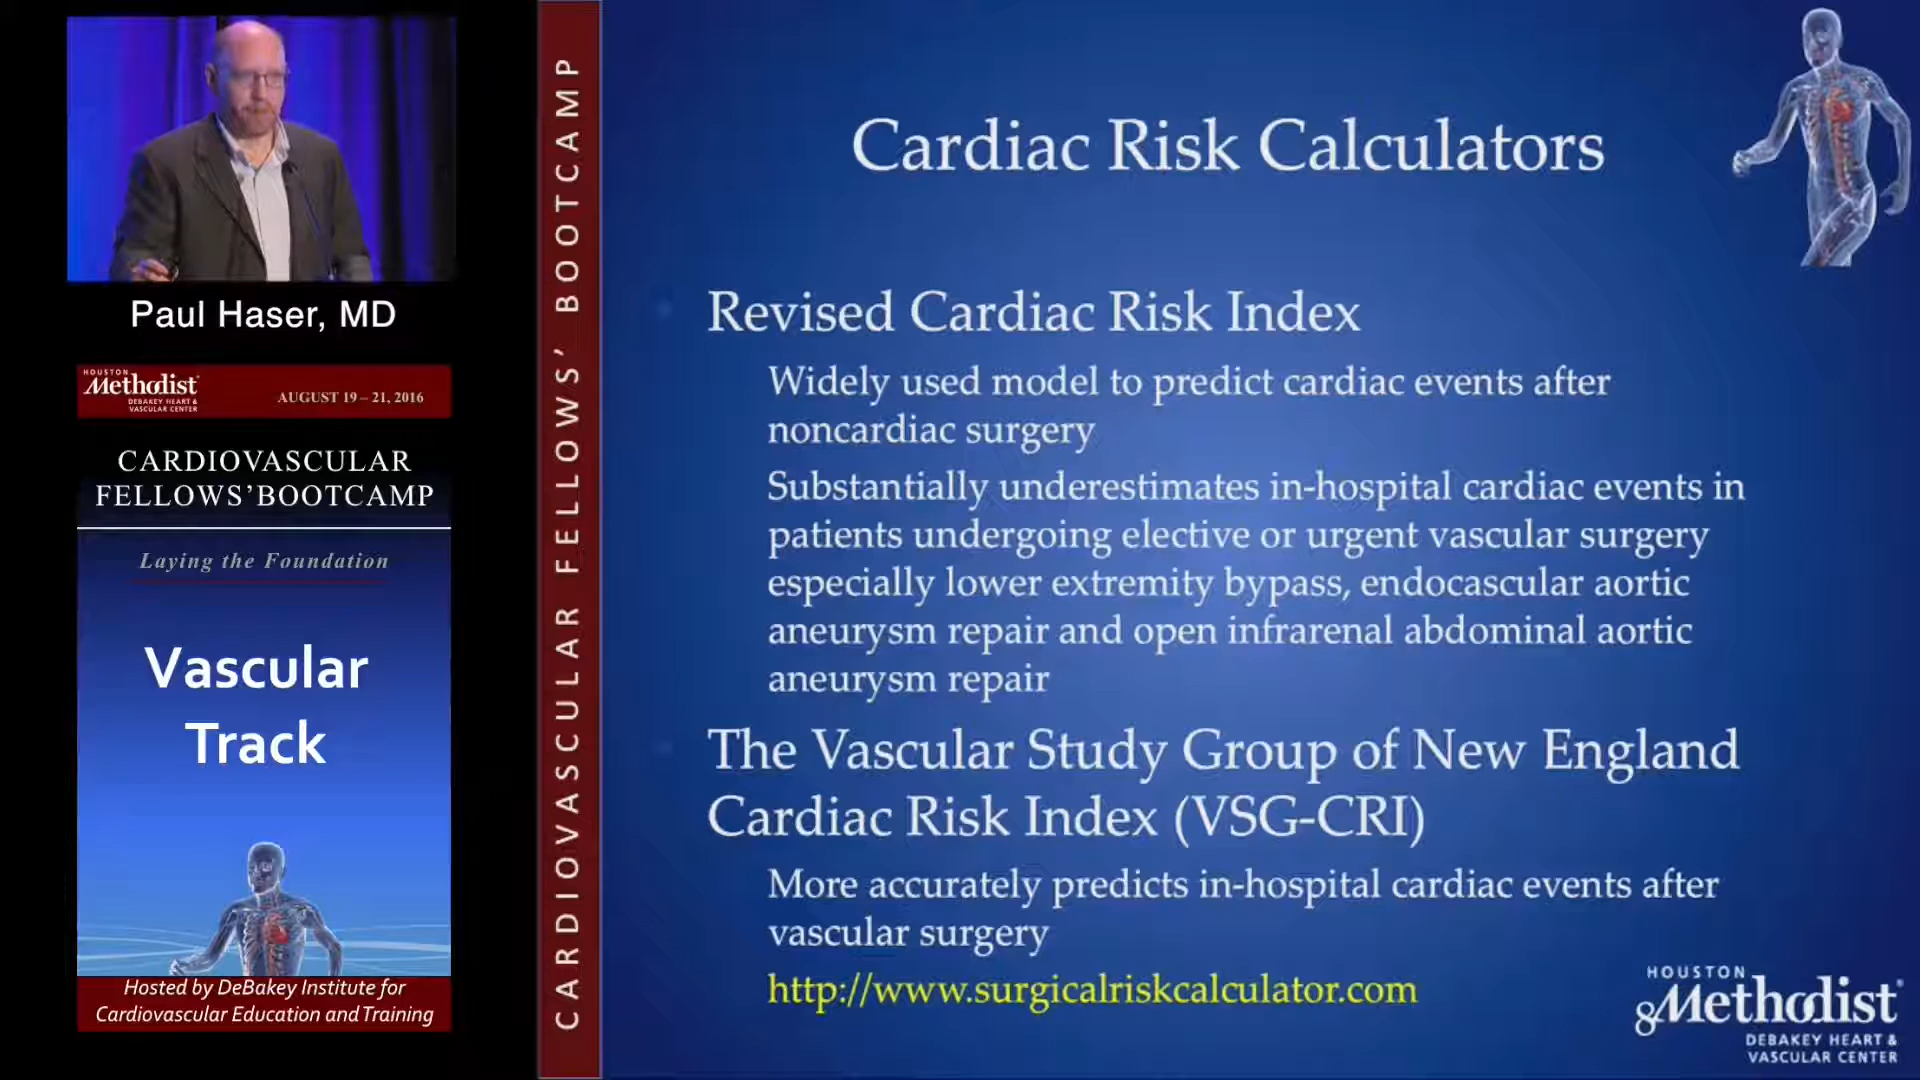 Paul Haser, MD
HOUSTON
Methodist
DEBAKEY HEART &
VASCULAR CENTER
AUGUST 19 – 21, 2016
CARDIOVASCULAR
FELLOWS'BOOTCAMP
Laying the Foundation
Vascular
Track
Hosted by DeBakey Institute for
Cardiovascular Education and Training
CARDIOVASCULAR FELLOWS' BOOTCAMP
Cardiac Risk Calculators
Revised Cardiac Risk Index
Widely used model to predict cardiac events after
noncardiac surgery
Substantially underestimates in-hospital cardiac events in
patients undergoing elective or urgent vascular surgery
especially lower extremity bypass, endocascular aortic
aneurysm repair and open infrarenal abdominal aortic
aneurysm repair
The Vascular Study Group of New England
Cardiac Risk Index (VSG-CRI)
More accurately predicts in-hospital cardiac events after
vascular surgery
http://www.surgicalriskcalculator.com
8
HOUSTON
Methodist
DEBAKEY HEART &
VASCULAR CENTER